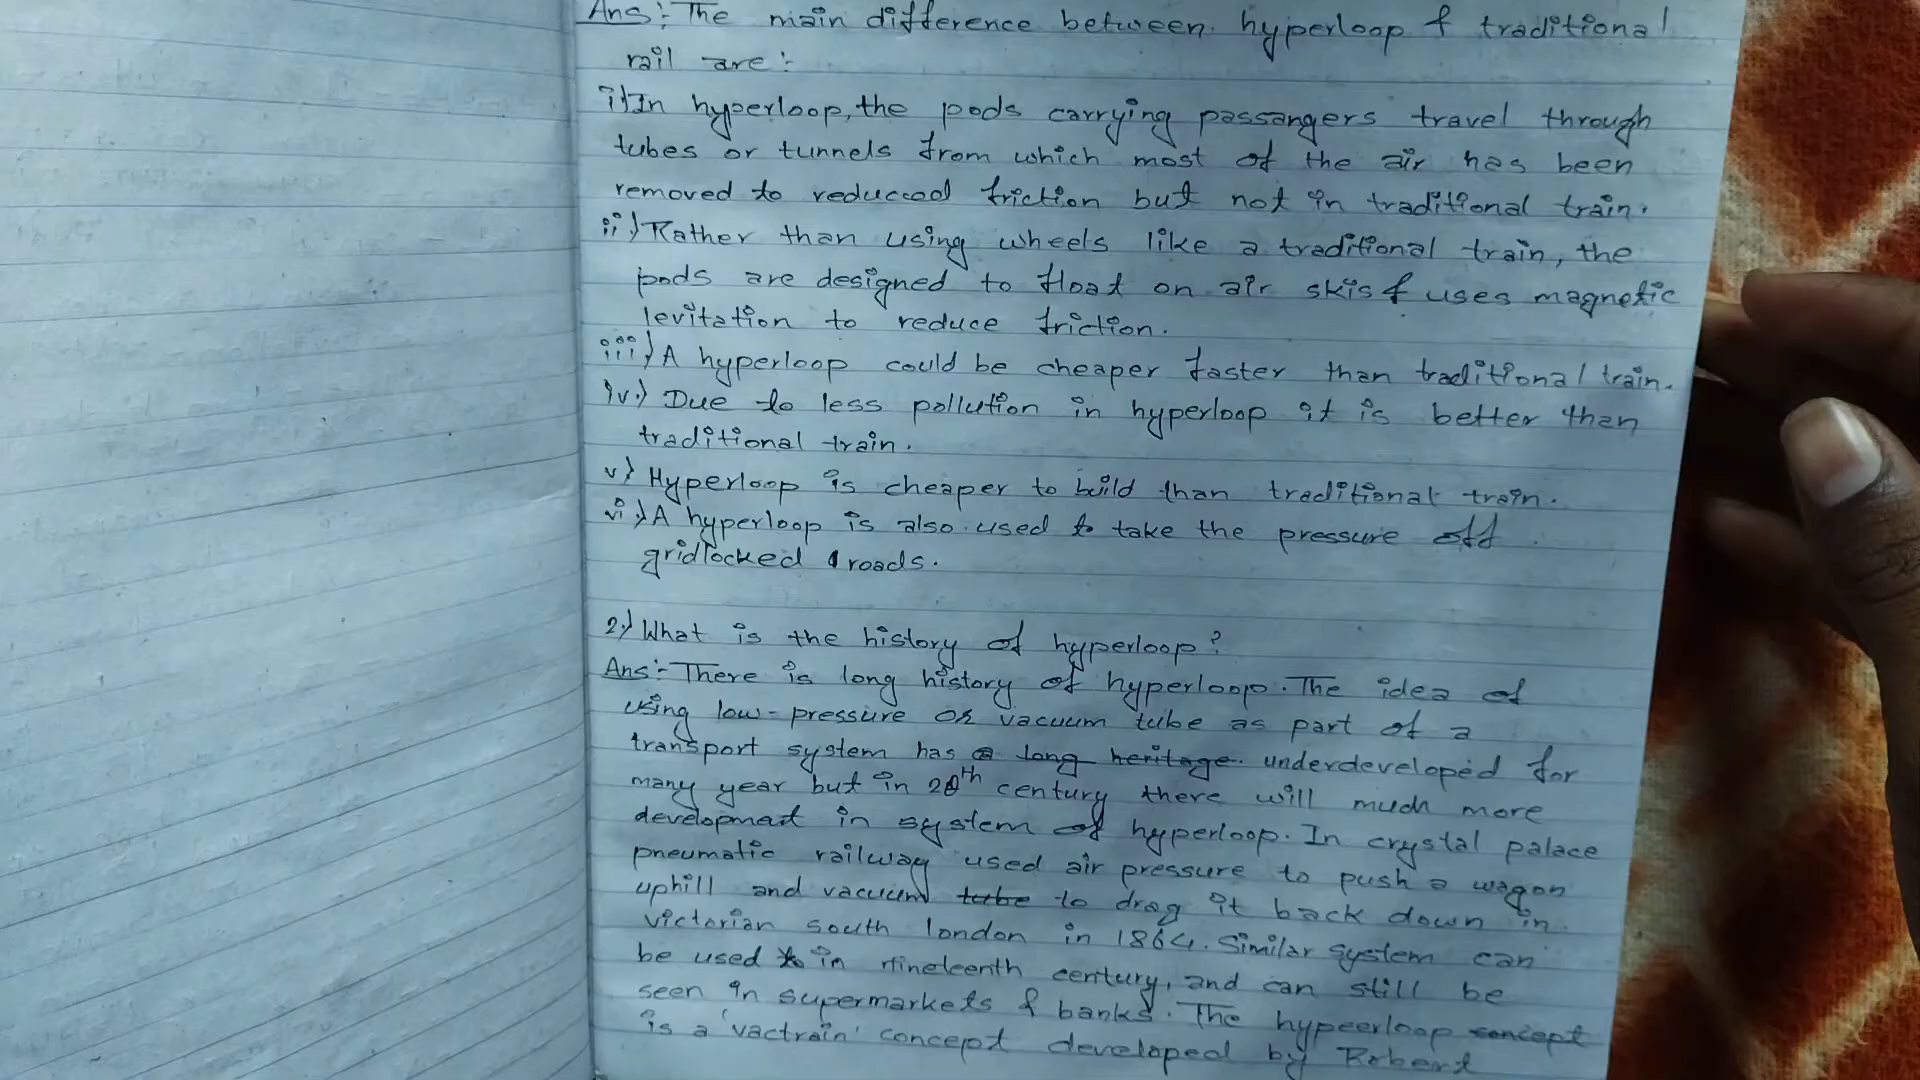 Ans:- The main difference between hyperloop & traditional
rail are:-
i) In hyperloop, the pods carrying passangers travel through
tubes or tunnels from which most of the air has been
removed to reducced friction but not in traditional train.
ii) Rather than using wheels like a traditional train, the
pods are designed to float on air skis & uses magnetic
levitation to reduce friction.
iii) A hyperloop could be cheaper faster than traditional train.
iv.) Due to less pollution in hyperloop it is better than
traditional train.
v) Hyperloop is cheaper to build than traditional train.
vi) A hyperloop is also used to take the pressure off
gridlocked roads.
2.) What is the history of hyperloop?
Ans:- There is long history of hyperloop. The idea of
using low-pressure or vacuum tube as part of a
transport system has a long heritage. underdeveloped for
many year but in 20th century there will much more
developmant in system of hyperloop. In crystal palace
pneumatic railway used air pressure to push a wagon
uphill and vacuum tube to drag it back down in
victorian south london in 1864. Similar system can
be used in nineteenth century, and can still be
seen in supermarkets & banks. The hypeerloop concept
is a 'vactrain' concept developed by Robert